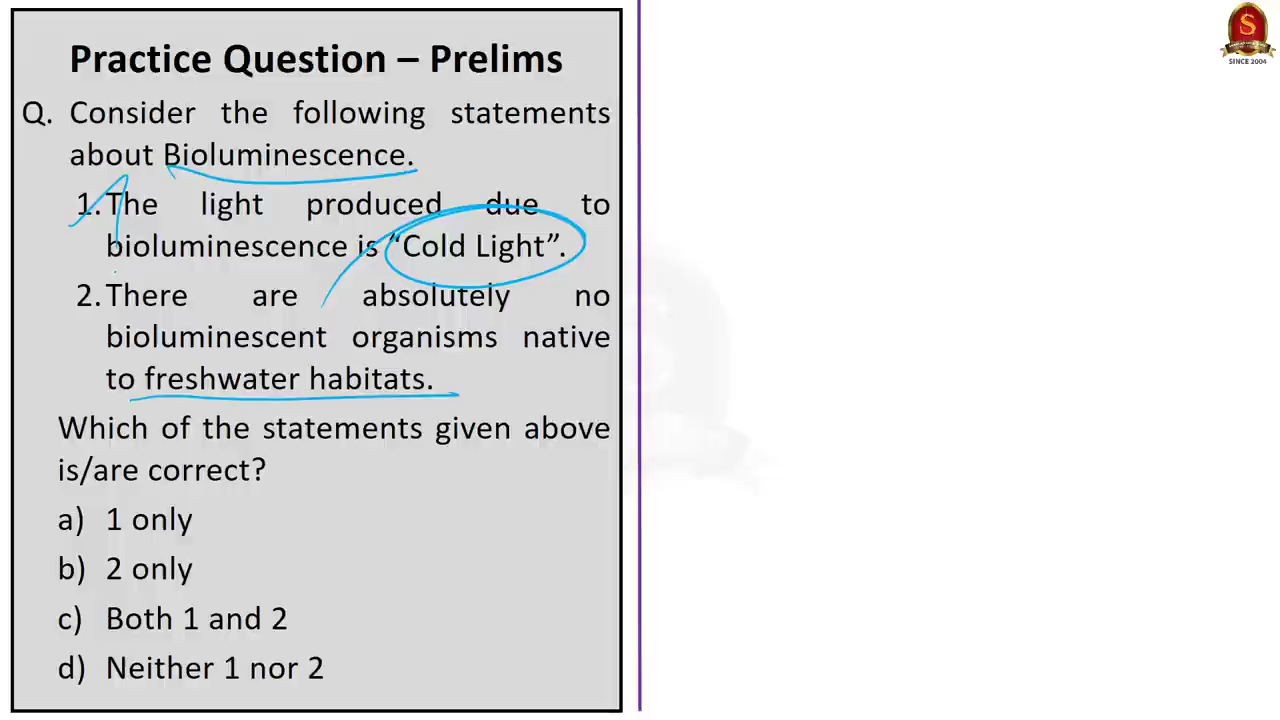 Practice Question – Prelims
Q. Consider the following statements
about Bioluminescence.
1. The light produced due to
bioluminescence is “Cold Light”.
2. There are absolutely no
bioluminescent organisms native
to freshwater habitats.
Which of the statements given above
is/are correct?
a) 1 only
b) 2 only
c) Both 1 and 2
d) Neither 1 nor 2
S
SINCE 2004